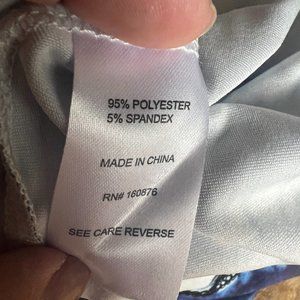 95% POLYESTER
5% SPANDEX
MADE IN CHINA
RN# 160876
SEE CARE REVERSE